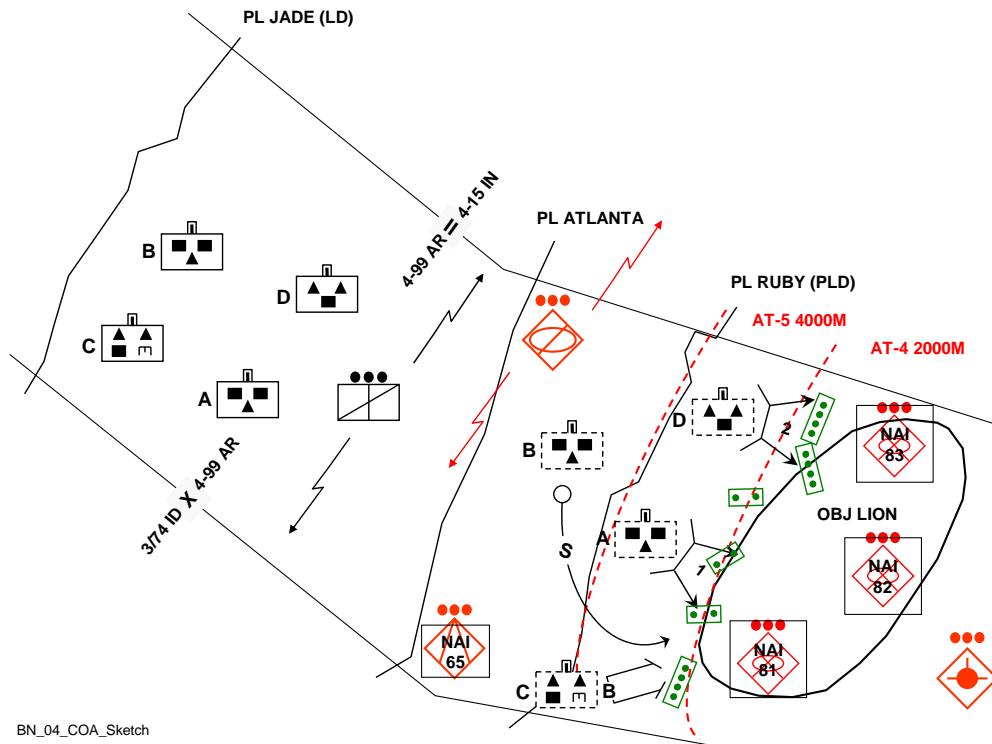 PL JADE (LD)
4-99 AR = 4-15 IN
PL ATLANTA
PL RUBY (PLD)
AT-5 4000M
AT-4 2000M
B
D
C
E
A
3/74 ID X 4-99 AR
B
D
2
NAI
83
A
1
S
OBJ LION
NAI
82
NAI
65
NAI
81
C
E
B
BN_04_COA_Sketch